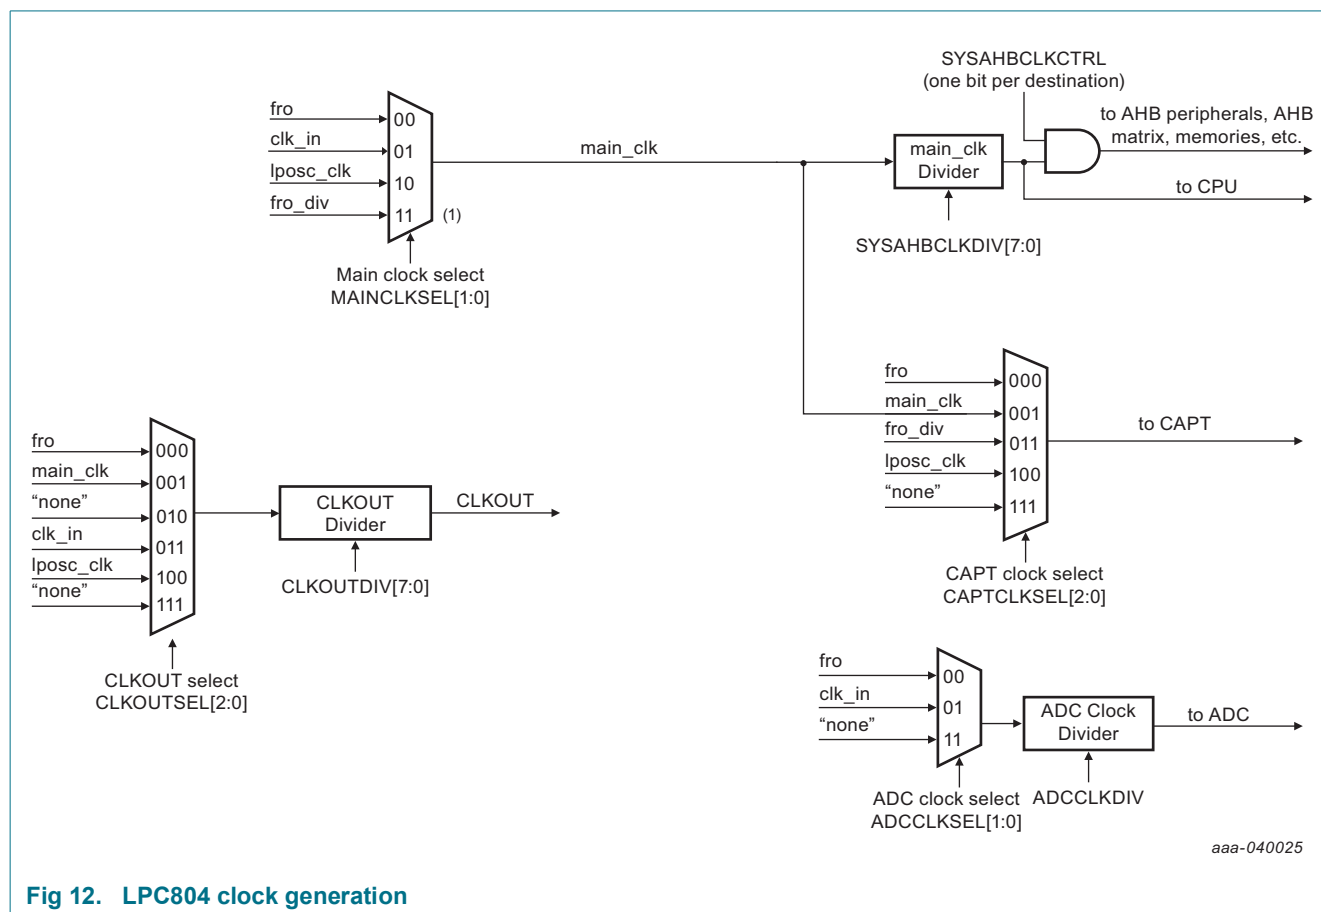 SYSAHBCLKCTRL
(one bit per destination)
fro
00
clk_in
01
lposc_clk
10
fro_div
11
(1)
Main clock select
MAINCLKSEL[1:0]
main_clk
main_clk
Divider
SYSAHBCLKDIV[7:0]
to AHB peripherals, AHB
matrix, memories, etc.
to CPU
fro
000
main_clk
001
fro_div
011
lposc_clk
100
“none”
111
to CAPT
CAPT clock select
CAPTCLKSEL[2:0]
fro
000
main_clk
001
“none”
010
clk_in
011
lposc_clk
100
“none”
111
CLKOUT select
CLKOUTSEL[2:0]
CLKOUT
Divider
CLKOUTDIV[7:0]
CLKOUT
fro
00
clk_in
01
“none”
11
ADC clock select
ADCCLKSEL[1:0]
ADC Clock
Divider
ADCCLKDIV
to ADC
aaa-040025
Fig 12. LPC804 clock generation